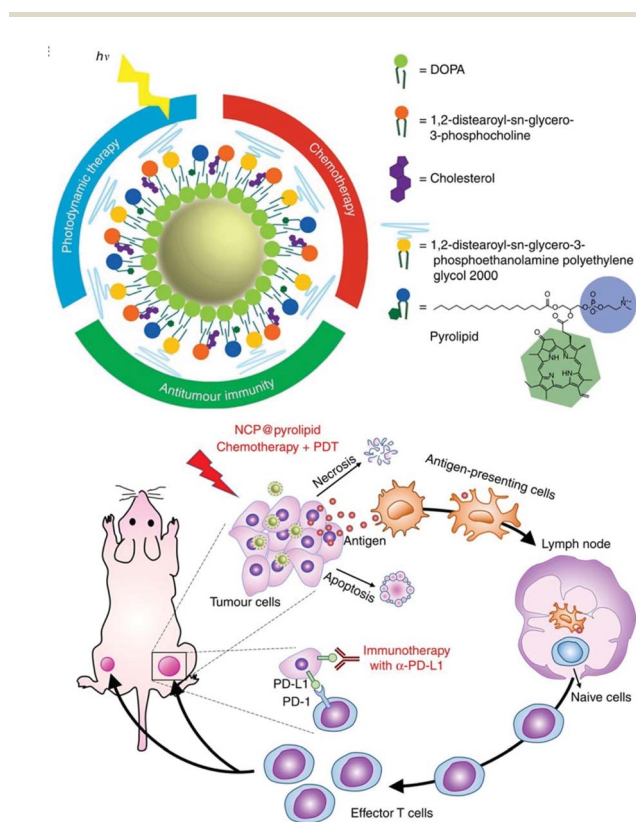 hν
= DOPA
= 1,2-distearoyl-sn-glycero-
3-phosphocholine
= Cholesterol
= 1,2-distearoyl-sn-glycero-3-
phosphoethanolamine polyethylene
glycol 2000
=
Pyrolipid
Photodynamic therapy
Chemotherapy
Antitumour immunity
NCP@pyrolipid
Chemotherapy + PDT
Necrosis
Antigen-presenting cells
Antigen
Lymph node
Tumour cells
Apoptosis
Immunotherapy
with α-PD-L1
PD-L1
PD-1
Naive cells
Effector T cells